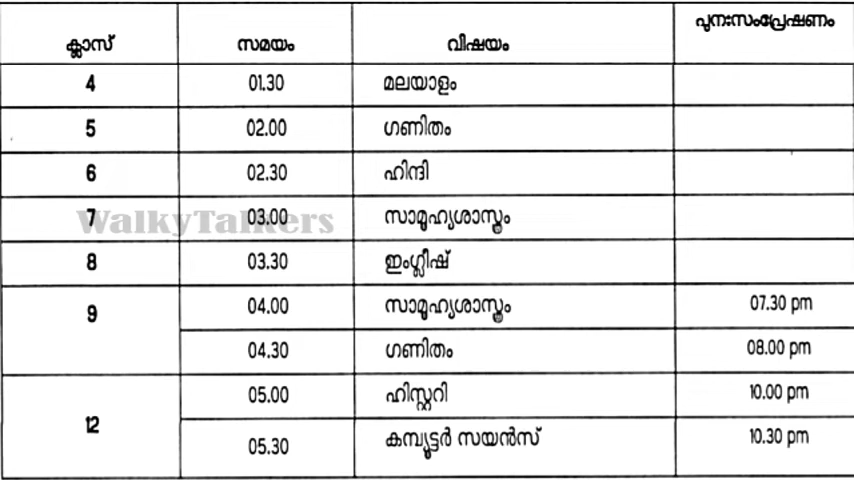 ക്ലാസ് സമയം വിഷയം പുനഃസംപ്രേഷണം
4 01.30 മലയാളം
5 02.00 ഗണിതം
6 02.30 ഹിന്ദി
7 03.00 സാമൂഹ്യശാസ്ത്രം
WalkyTalkers
8 03.30 ഇംഗ്ലീഷ്
9 04.00 സാമൂഹ്യശാസ്ത്രം 07.30 pm
04.30 ഗണിതം 08.00 pm
12 05.00 ഹിസ്റ്ററി 10.00 pm
05.30 കമ്പ്യൂട്ടർ സയൻസ് 10.30 pm